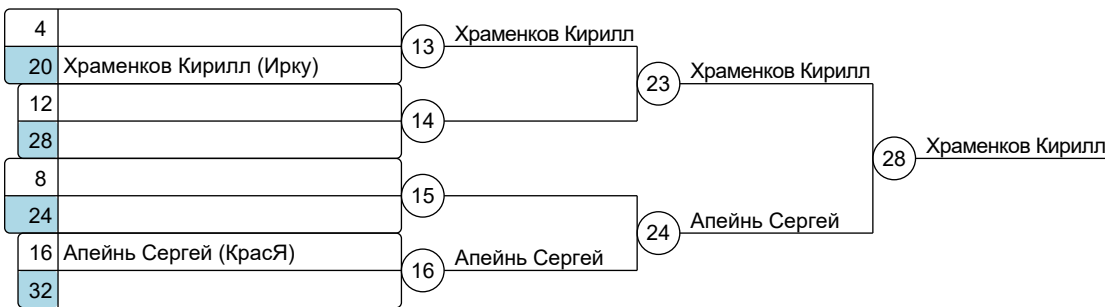 4
20 Храменков Кирилл (Ирку)
12
28
8
24
16 Апейнь Сергей (КрасЯ)
32
13
14
15
16
Храменков Кирилл
Апейнь Сергей
23
24
Храменков Кирилл
Апейнь Сергей
28
Храменков Кирилл